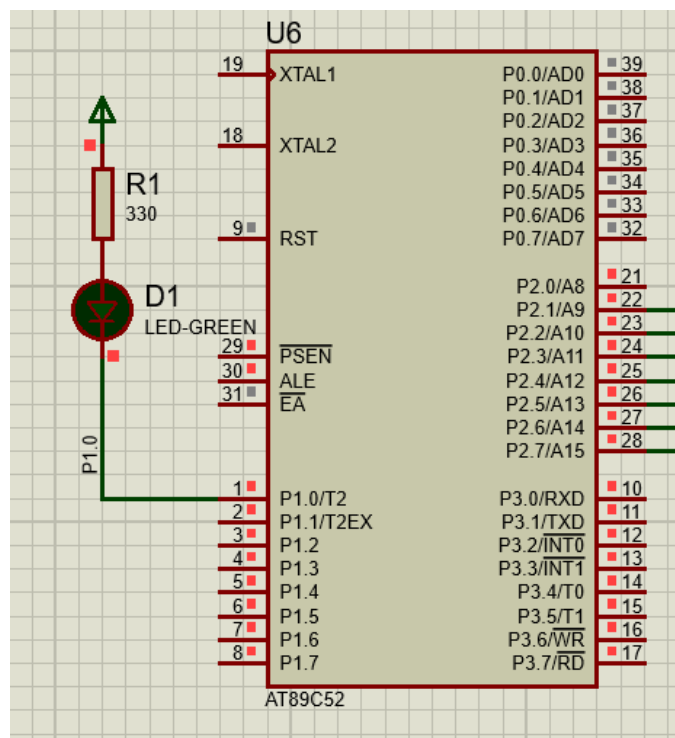 U6
19 XTAL1 P0.0/AD0 39
P0.1/AD1 38
P0.2/AD2 37
18 XTAL2 P0.3/AD3 36
P0.4/AD4 35
R1 P0.5/AD5 34
330 P0.6/AD6 33
9 RST P0.7/AD7 32
P2.0/A8 21
D1 P2.1/A9 22
LED-GREEN P2.2/A10 23
29 PSEN P2.3/A11 24
30 ALE P2.4/A12 25
31 EA P2.5/A13 26
P2.6/A14 27
P1.0 P2.7/A15 28
1 P1.0/T2 P3.0/RXD 10
2 P1.1/T2EX P3.1/TXD 11
3 P1.2 P3.2/INT0 12
4 P1.3 P3.3/INT1 13
5 P1.4 P3.4/T0 14
6 P1.5 P3.5/T1 15
7 P1.6 P3.6/WR 16
8 P1.7 P3.7/RD 17
AT89C52